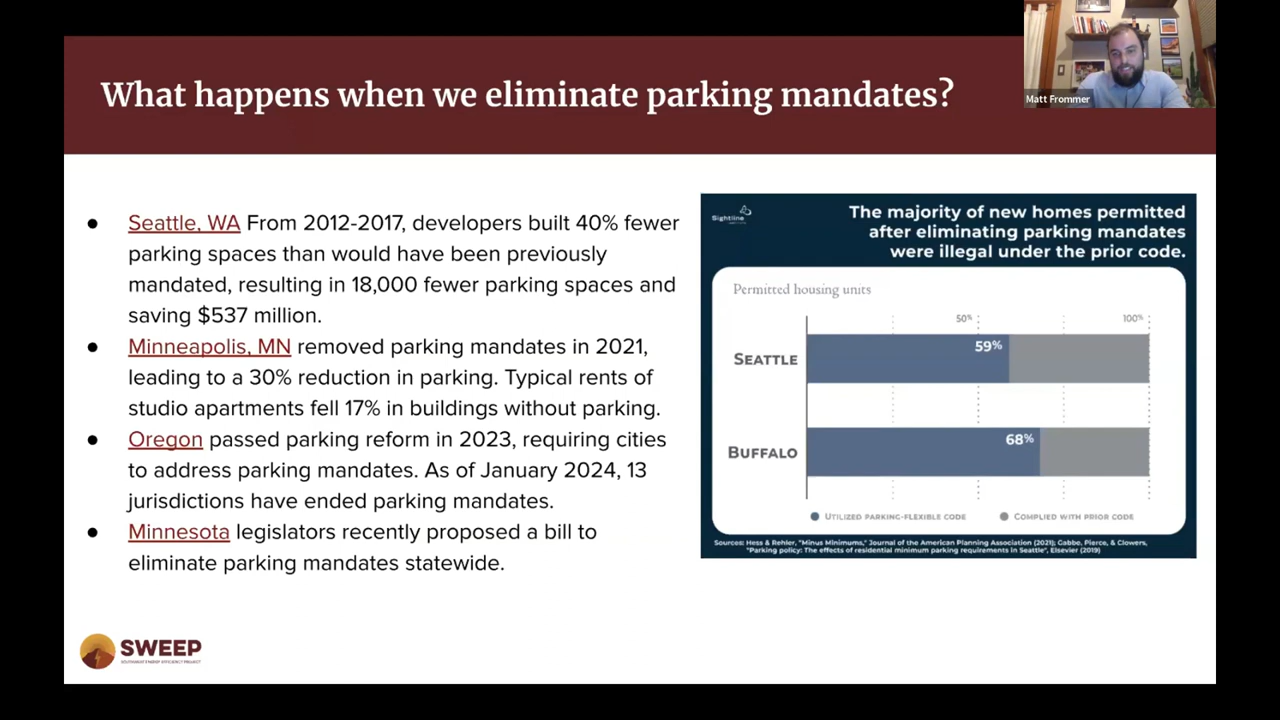 What happens when we eliminate parking mandates?
Matt Frommer
● Seattle, WA From 2012-2017, developers built 40% fewer
parking spaces than would have been previously
mandated, resulting in 18,000 fewer parking spaces and
saving $537 million.
● Minneapolis, MN removed parking mandates in 2021,
leading to a 30% reduction in parking. Typical rents of
studio apartments fell 17% in buildings without parking.
● Oregon passed parking reform in 2023, requiring cities
to address parking mandates. As of January 2024, 13
jurisdictions have ended parking mandates.
● Minnesota legislators recently proposed a bill to
eliminate parking mandates statewide.
Sightline
The majority of new homes permitted
after eliminating parking mandates
were illegal under the prior code.
Permitted housing units
50% 100%
SEATTLE 59%
BUFFALO 68%
UTILIZED PARKING-FLEXIBLE CODE COMPLIED WITH PRIOR CODE
Sources: Hess & Rehler, "Minus Minimums," Journal of the American Planning Association (2021); Gabbe, Pierce, & Clowers,
"Parking policy: The effects of residential minimum parking requirements in Seattle", Elsevier (2019)
SWEEP
SOUTHWEST ENERGY EFFICIENCY PROJECT